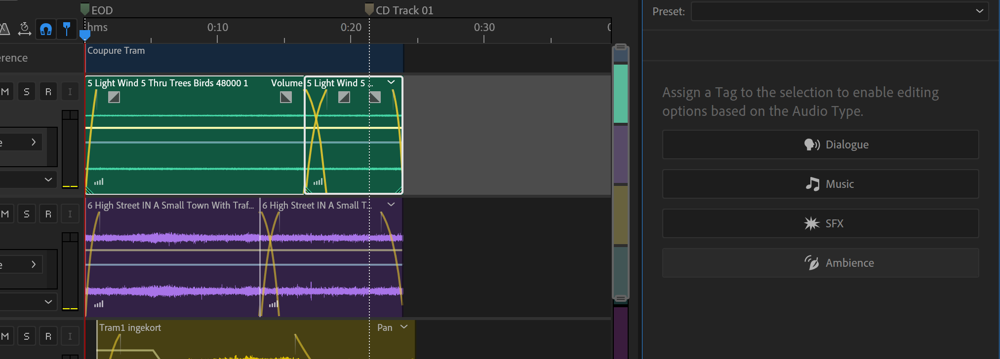 EOD
CD Track 01
Preset:
hms
0:10
0:20
0:30
Coupure Tram
erence
5 Light Wind 5 Thru Trees Birds 48000 1
Volume
5 Light Wind 5 ...
M
S
R
I
e
Assign a Tag to the selection to enable editing
options based on the Audio Type.
Dialogue
Music
SFX
Ambience
6 High Street IN A Small Town With Traf...
6 High Street IN A Small T...
M
S
R
I
e
Tram1 ingekort
Pan
M
S
R
I